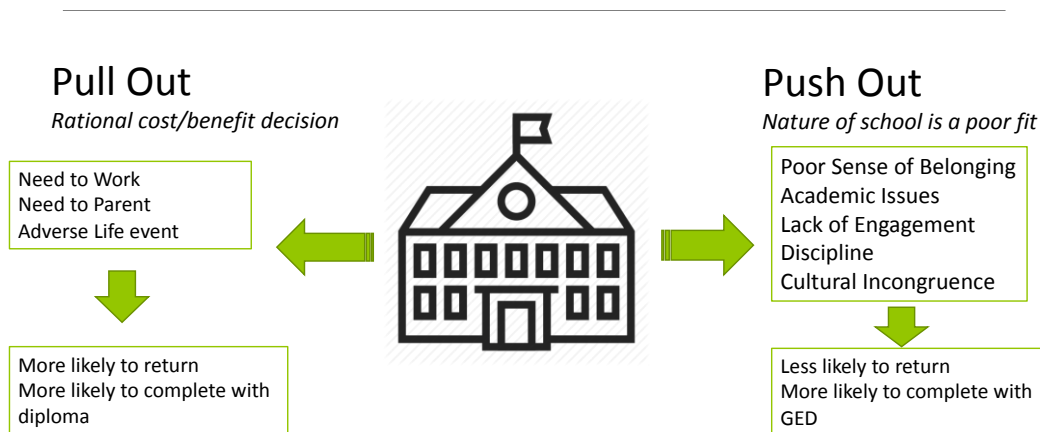 Pull Out
Rational cost/benefit decision
Need to Work
Need to Parent
Adverse Life event
More likely to return
More likely to complete with
diploma
Push Out
Nature of school is a poor fit
Poor Sense of Belonging
Academic Issues
Lack of Engagement
Discipline
Cultural Incongruence
Less likely to return
More likely to complete with
GED